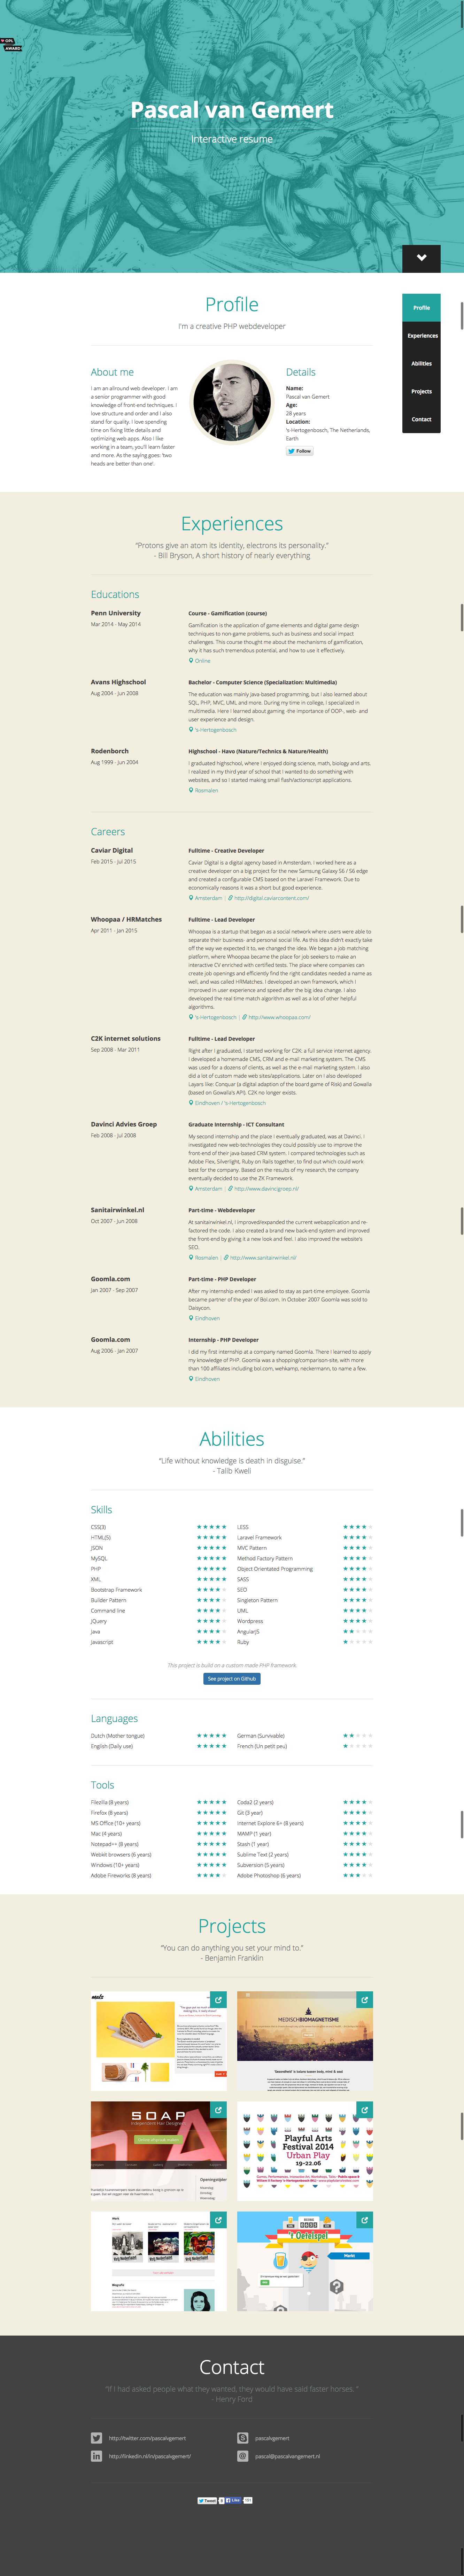 Pascal van Gemert
Interactive resume
Profile
Experiences
Abilities
Projects
Contact
Profile
I'm a creative PHP webdeveloper
About me
I am an allround web developer. I am
a senior programmer with good
knowledge of front-end techniques. I
love structure and order and I also
stand for quality. I love spending
time on fixing little details and
optimizing web apps. Also I like
working in a team, you'll learn faster
and more. As the saying goes: 'two
heads are better than one'.
Details
Name:
Pascal van Gemert
Age:
28 years
Location:
's-Hertogenbosch, The Netherlands,
Earth
Follow
Experiences
"Protons give an atom its identity, electrons its personality."
- Bill Bryson, A short history of nearly everything
Educations
Penn University
Mar 2014 - May 2014
Course - Gamification (course)
Gamification is the application of game elements and digital game design
techniques to non-game problems, such as business and social impact
challenges. This course thought me about the mechanisms of gamification,
why it has such tremendous potential, and how to use it effectively.
Online
Avans Highschool
Aug 2004 - Jun 2008
Bachelor - Computer Science (Specialization: Multimedia)
The education was mainly Java-based programming, but I also learned about
SQL, PHP, MVC, UML, and more. During my time in college, I specialized in
multimedia. Here I learned about gaming -the importance of OOP-, web- and
user experience and design.
's-Hertogenbosch
Rodenborch
Aug 1999 - Jun 2004
Highschool - Havo (Nature/Technics & Nature/Health)
I graduated highschool, where I enjoyed doing science, math, biology and arts.
I realized in my third year of school that I wanted to do something with
websites, and so I started making small flash/actionscript applications.
Rosmalen
Careers
Caviar Digital
Feb 2015 - Jul 2015
Fulltime - Creative Developer
Caviar Digital is a digital agency based in Amsterdam. I worked here as a
creative developer on a big project for the new Samsung Galaxy S6 / S6 edge
and created a configurable CMS based on the Laravel Framework. Due to
economically reasons it was a short but good experience.
Amsterdam | http://digital.caviarcontent.com/
Whoopaa / HRMatches
Apr 2011 - Jan 2015
Fulltime - Lead Developer
Whoopaa is a startup that began as a social network where users were able to
separate their business- and personal social life. As this idea didn't exactly take
off the way we expected it to, we changed the idea. We began a job matching
platform, where Whoopaa became the place for job seekers to make an
interactive CV enriched with certified tests. The place where companies can
create job openings and efficiently find the right candidates needed a name as
well, and was called HRMatches. I developed an own framework, which I
improved in user experience and speed after the big idea change. I also
developed the real time match algorithm as well as a lot of other helpful
algorithms.
's-Hertogenbosch | http://www.whoopaa.com/
C2K internet solutions
Sep 2008 - Mar 2011
Fulltime - Lead Developer
Right after I graduated, I started working for C2K: a full service internet agency.
I developed a homemade CMS, CRM and e-mail marketing system. The CMS
was used for a dozens of clients, as well as the e-mail marketing system. I also
did a lot of custom made web sites/applications. Later on I also developed
Layars like: Conquer (a digital adaption of the board game of Risk) and Gowalla
(based on Gowalla's API). C2K no longer exists.
Eindhoven / 's-Hertogenbosch
Davinci Advies Groep
Feb 2008 - Jul 2008
Graduate Internship - ICT Consultant
My second internship and the place I eventually graduated, was at Davinci. I
investigated new web-technologies they could possibly use to improve the
front-end of their Java-based CRM system. I compared technologies such as
Adobe Flex, Silverlight, Ruby on Rails together, to find out which could work
best for the company. Based on the results of my research, the company
eventually decided to use the ZK Framework.
Amsterdam | http://www.davincigroep.nl/
Sanitairwinkel.nl
Oct 2007 - Jun 2008
Part-time - Webdeveloper
At sanitairwinkel.nl, I improved/expanded the current webapplication and re-
factored the code. I also created a brand new back-end system and improved
the front-end by giving it a new look and feel. I also improved the website's
SEO.
Rosmalen | http://www.sanitairwinkel.nl/
Goomla.com
Jan 2007 - Sep 2007
Part-time - PHP Developer
After my internship ended I was asked to stay as part-time employee. Goomla
became partner of the year of Bol.com. In October 2007 Goomla was sold to
Daisycon.
Eindhoven
Goomla.com
Aug 2006 - Jan 2007
Internship - PHP Developer
I did my first internship at a company named Goomla. There I learned to apply
my knowledge of PHP. Goomla was a shopping/comparison-site, with more
than 100 affiliates including bol.com, wehkamp, neckermann, to name a few.
Eindhoven
Abilities
"Life without knowledge is death in disguise."
- Talib Kweli
Skills
CSS(3)
HTML(5)
JSON
MySQL
PHP
XML
Bootstrap framework
Builder Pattern
Command line
JQuery
Java
Javascript
LESS
Laravel Framework
MVC Pattern
Method Factory Pattern
Object Orientated Programming
SASS
SEO
Singleton Pattern
UML
Wordpress
AngularJS
Ruby
This project is build on a custom made PHP framework.
See project on Github
Languages
Dutch (Mother tongue)
English (Daily use)
German (Survivable)
French (Un petit peu)
Tools
Filezilla (8 years)
Firefox (8 years)
MS Office (10+ years)
Mac (4 years)
Notepad++ (8 years)
Webkit browsers (6 years)
Windows (10+ years)
Adobe Fireworks (8 years)
Coda2 (2 years)
Git (3 year)
Internet Explore 6+ (8 years)
MAMP (1 year)
Stash (1 year)
Sublime Text (2 years)
Subversion (5 years)
Adobe Photoshop (6 years)
Projects
"You can do anything you set your mind to."
- Benjamin Franklin
MEDISCHBIOMAGNETISME
SOAP
Openingstijden
Playful Arts
Festival 2014
Urban Play
19-22.06
Werk
Biografie
't Oefelspel
Markt
Contact
"If I had asked people what they wanted, they would have said faster horses."
- Henry Ford
http://twitter.com/pascalvgemert
pascalvgemert
http://linkedin.nl/in/pascalvgemert/
pascal@pascalvangemert.nl
Tweet
Like